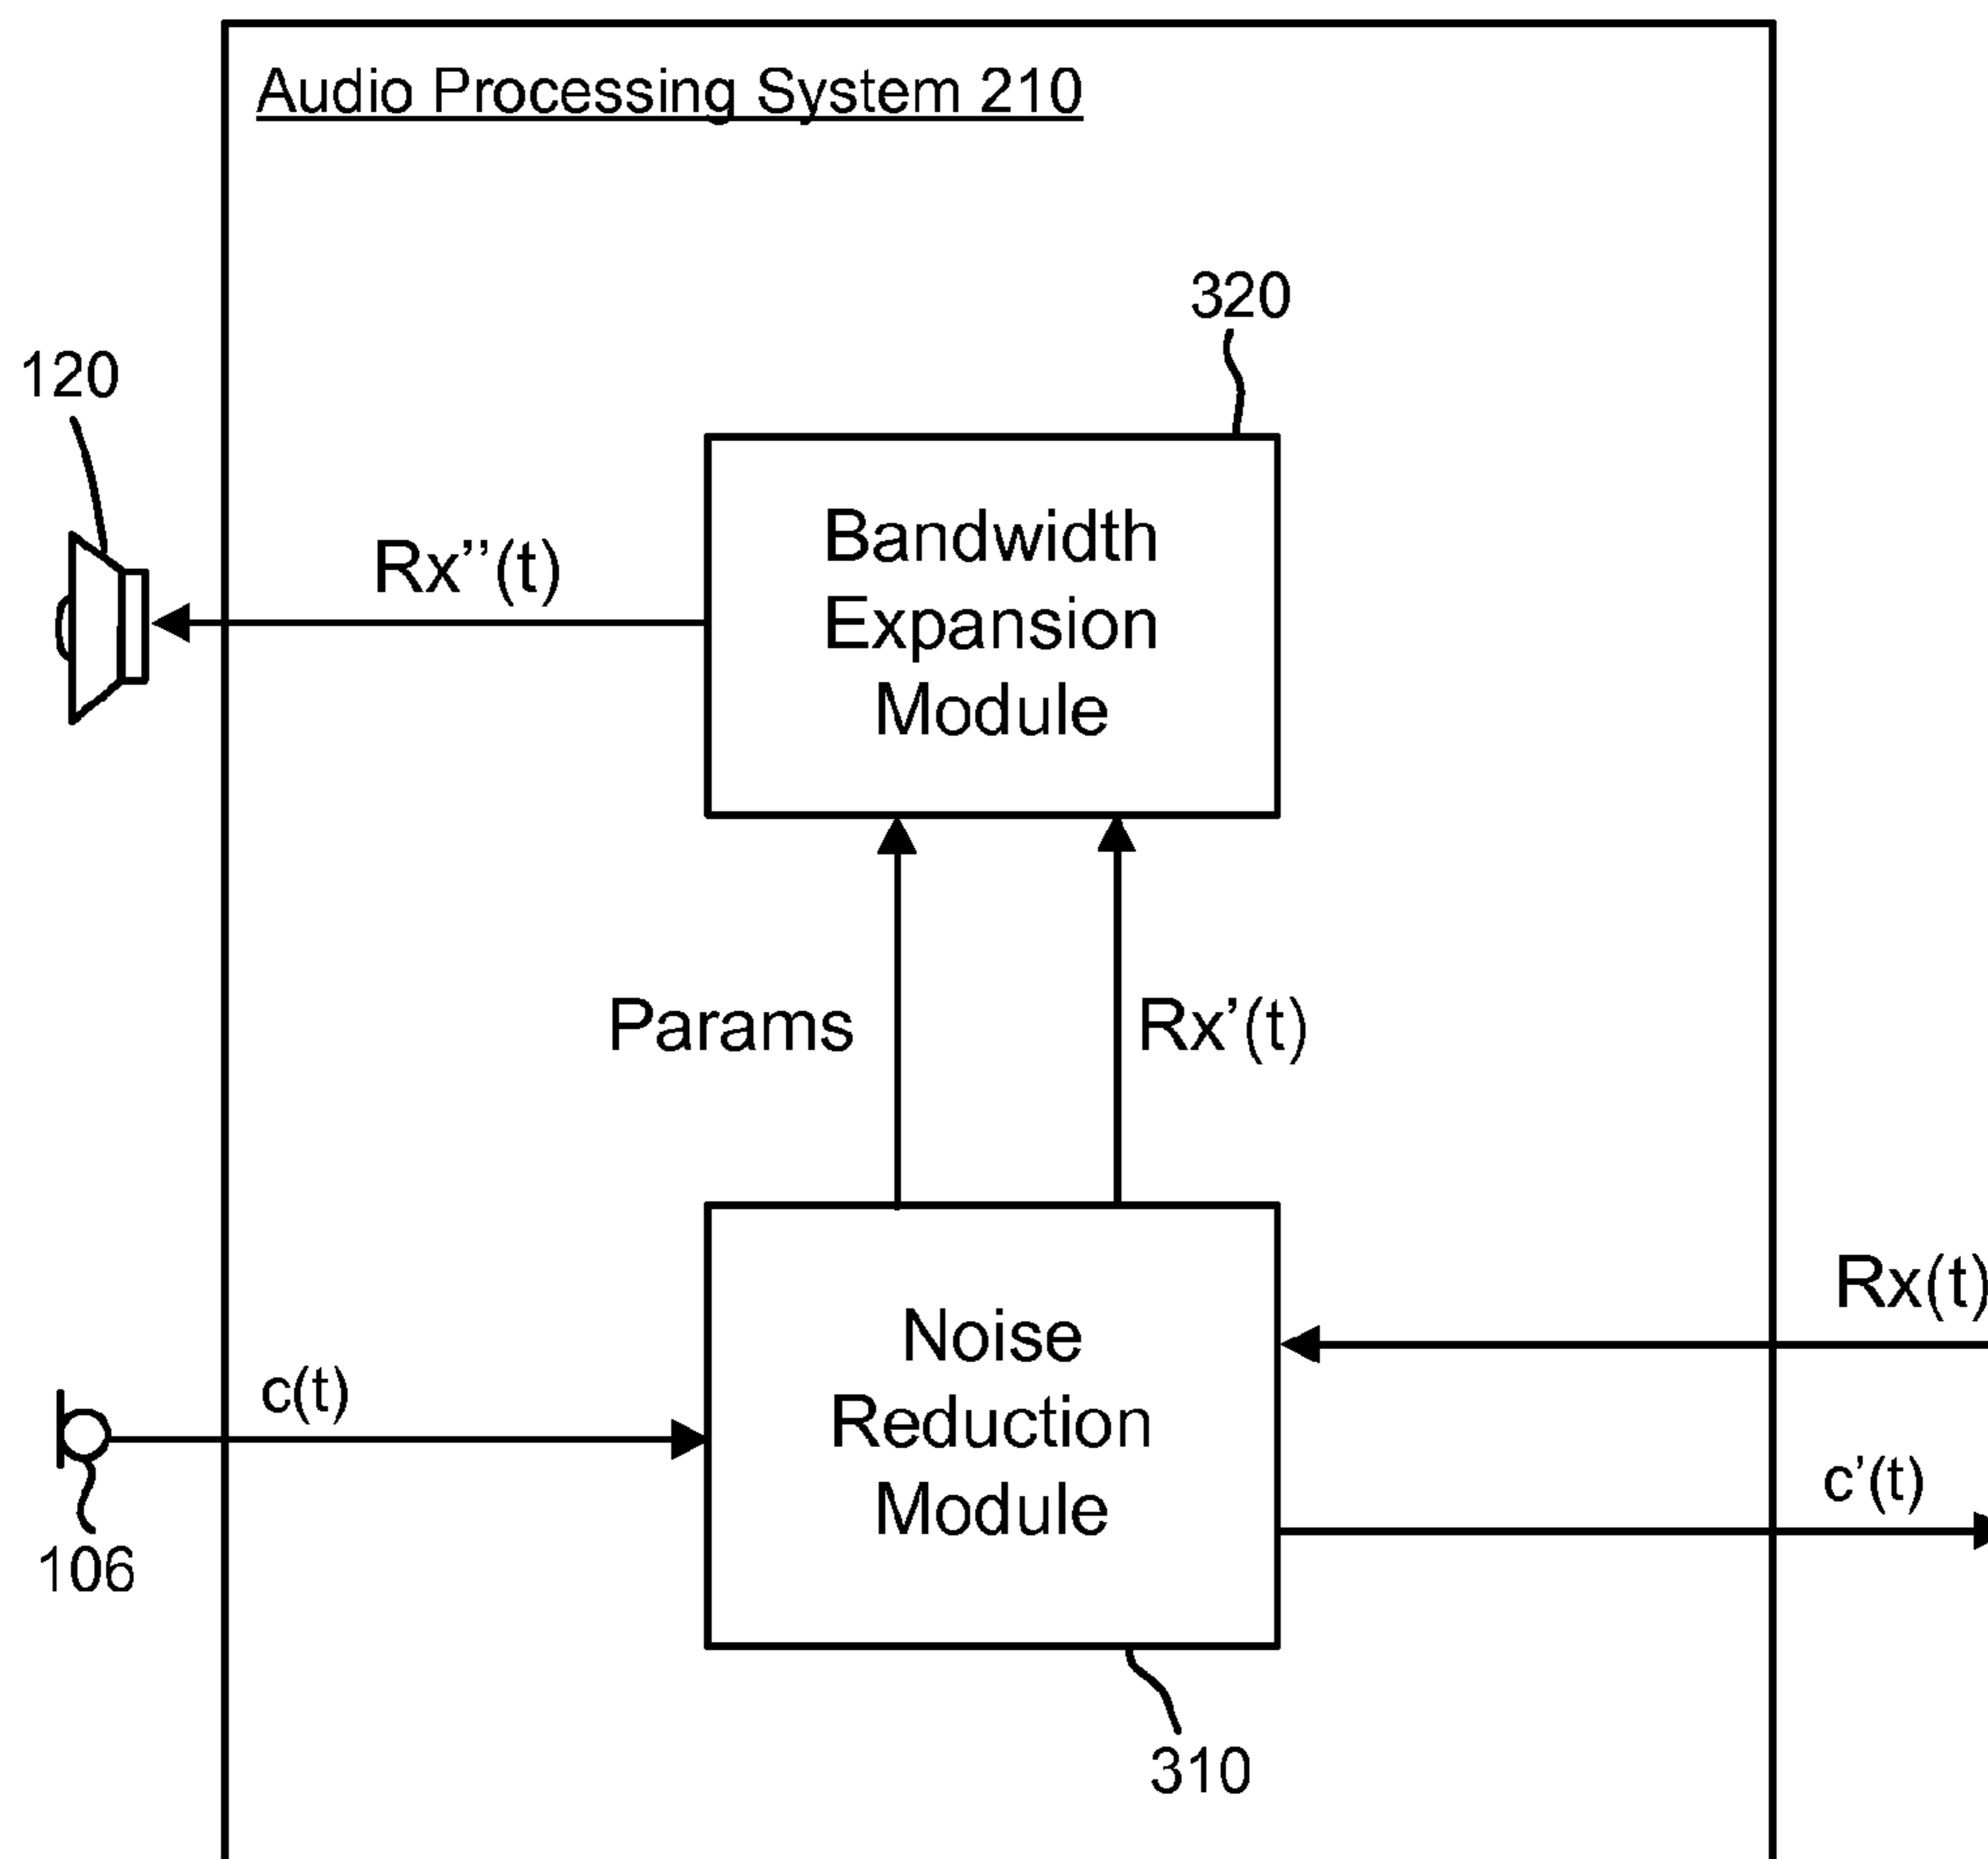 Audio Processing System 210
320
120
Bandwidth
Expansion
Module
Rx’’(t)
Params
Rx’(t)
Noise
Reduction
Module
Rx(t)
c(t)
c’(t)
106
310